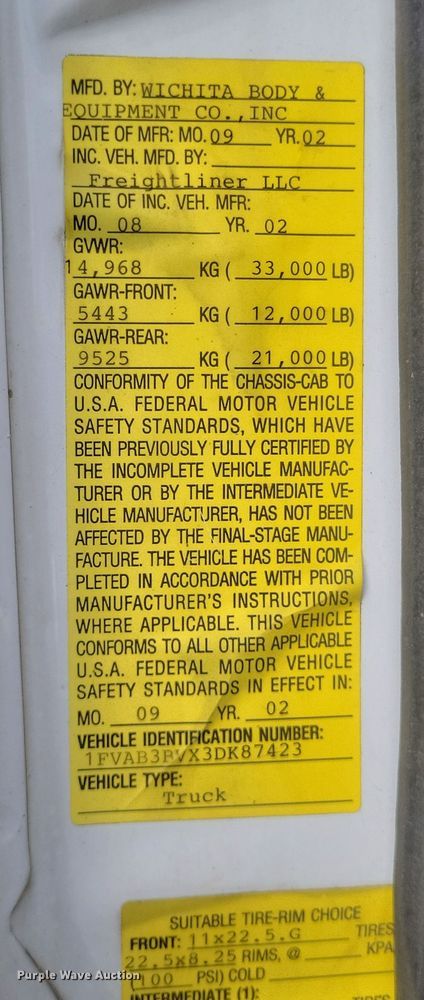 MFD. BY: WICHITA BODY &
EQUIPMENT CO.,INC
DATE OF MFR: MO. 09 YR. 02
INC. VEH. MFD. BY:
Freightliner LLC
DATE OF INC. VEH. MFR:
MO. 08 YR. 02
GVWR:
14,968 KG ( 33,000 LB)
GAWR-FRONT:
5443 KG ( 12,000 LB)
GAWR-REAR:
9525 KG ( 21,000 LB)
CONFORMITY OF THE CHASSIS-CAB TO
U.S.A. FEDERAL MOTOR VEHICLE
SAFETY STANDARDS, WHICH HAVE
BEEN PREVIOUSLY FULLY CERTIFIED BY
THE INCOMPLETE VEHICLE MANUFAC-
TURER OR BY THE INTERMEDIATE VE-
HICLE MANUFACTURER, HAS NOT BEEN
AFFECTED BY THE FINAL-STAGE MANU-
FACTURE. THE VEHICLE HAS BEEN COM-
PLETED IN ACCORDANCE WITH PRIOR
MANUFACTURER'S INSTRUCTIONS,
WHERE APPLICABLE. THIS VEHICLE
CONFORMS TO ALL OTHER APPLICABLE
U.S.A. FEDERAL MOTOR VEHICLE
SAFETY STANDARDS IN EFFECT IN:
MO. 09 YR. 02
VEHICLE IDENTIFICATION NUMBER:
1FVAB3BVX3DK87423
VEHICLE TYPE:
Truck
SUITABLE TIRE-RIM CHOICE
FRONT: 11x22.5.G TIRES
22.5x8.25 RIMS, @ KPA
100 PSI) COLD
INTERMEDIATE (1): TIRES
Purple Wave Auction